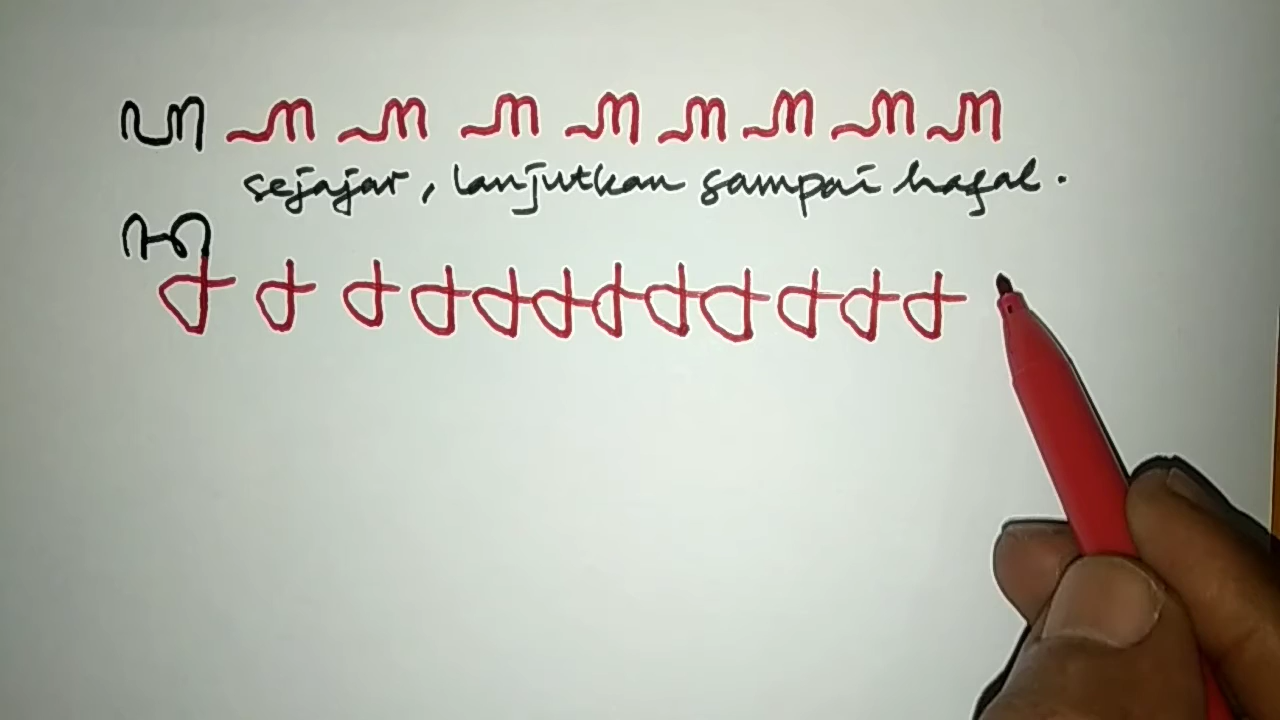 ꦲ ꧀ꦲ ꧀ꦲ ꧀ꦲ ꧀ꦲ ꧀ꦲ ꧀ꦲ ꧀ꦲ ꧀ꦲ
sejajar, lanjutkan sampai hafal.
ꦤ
꧀ꦤ ꧀ꦤ ꧀ꦤ ꧀ꦤ ꧀ꦤ ꧀ꦤ ꧀ꦤ ꧀ꦤ ꧀ꦤ ꧀ꦤ ꧀ꦤ ꧀ꦤ